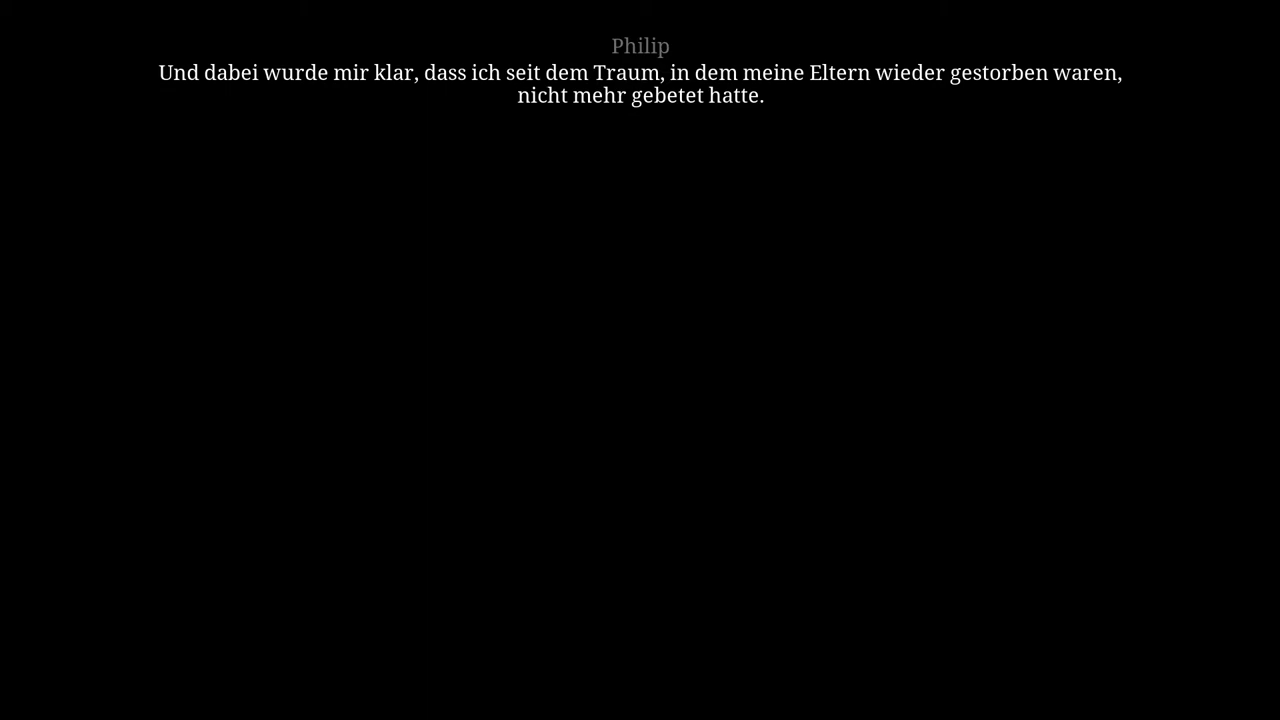 Philip
Und dabei wurde mir klar, dass ich seit dem Traum, in dem meine Eltern wieder gestorben waren,
nicht mehr gebetet hatte.